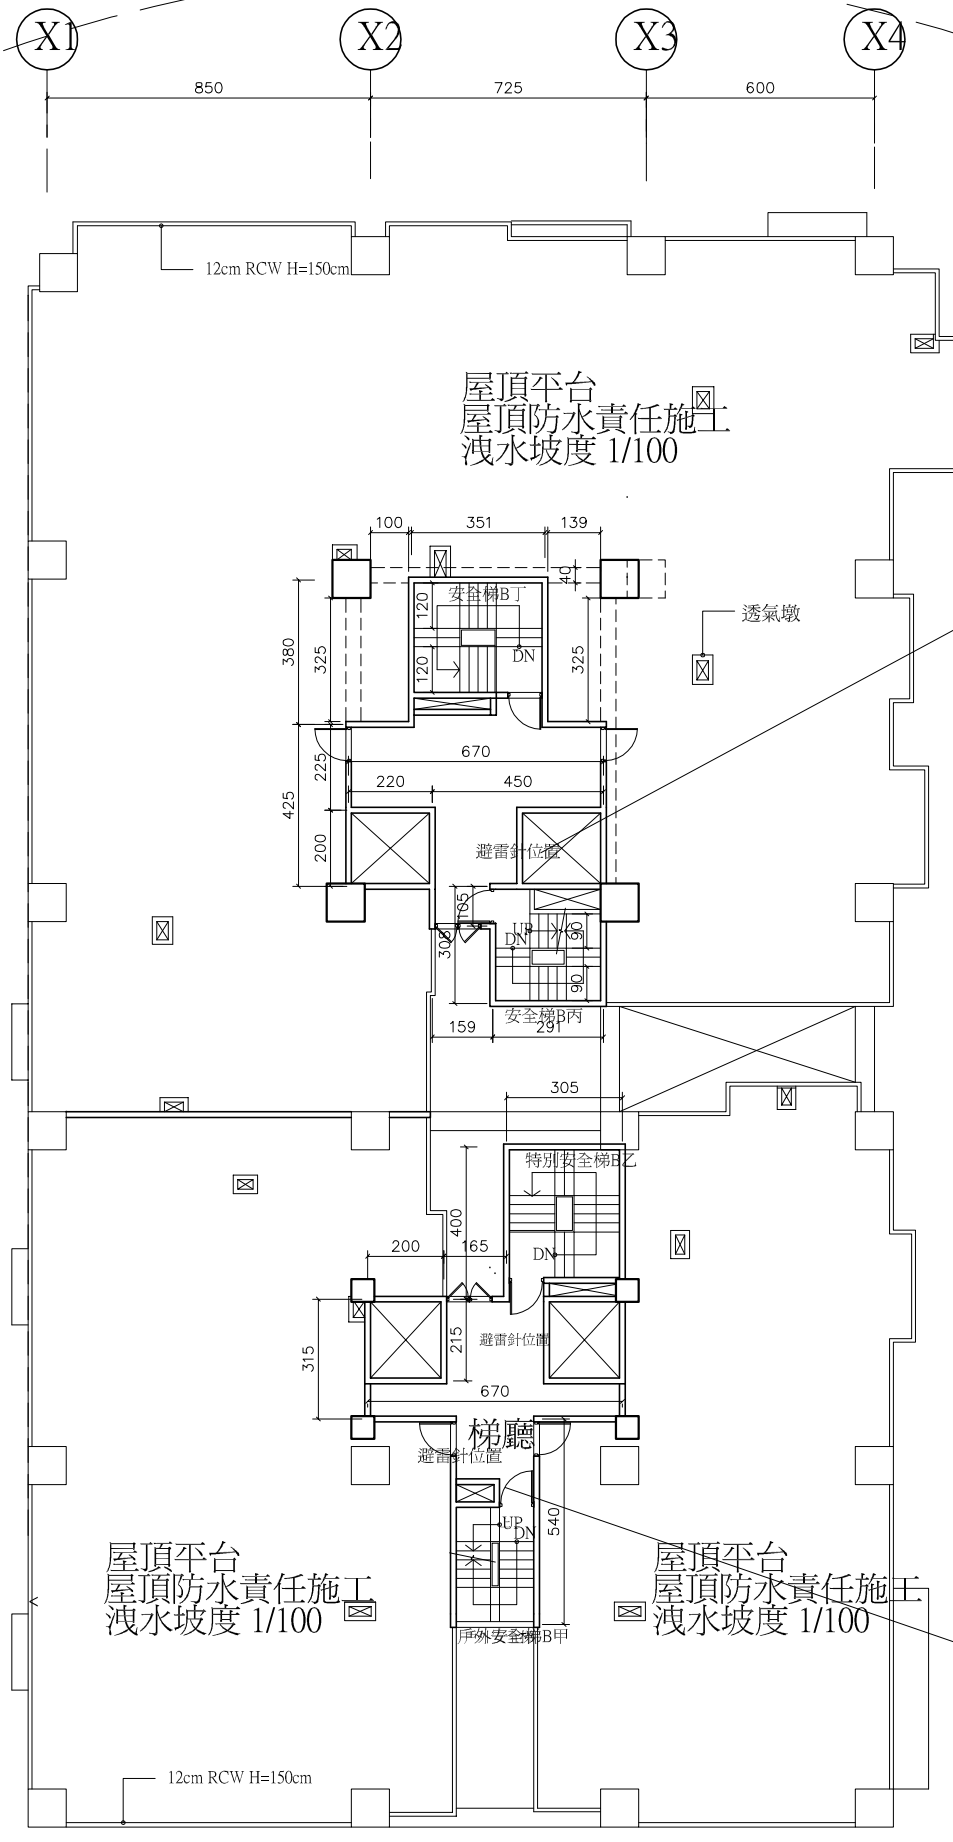 X1
X2
X3
X4
850
725
600
12cm RCW H=150cm
屋頂平台
屋頂防水責任施工
洩水坡度 1/100
100
351
139
40
安全梯B丁
120
120
DN
380
325
325
透氣墩
670
225
220
450
425
200
避雷針位置
105
308
UP
DN
90
90
安全梯B丙
159
291
305
特別安全梯B乙
400
200
165
DN
215
避雷針位置
315
670
梯廳
避雷針位置
540
UP
DN
屋頂平台
屋頂防水責任施工
洩水坡度 1/100
屋頂平台
屋頂防水責任施工
洩水坡度 1/100
戶外安全梯B甲
12cm RCW H=150cm